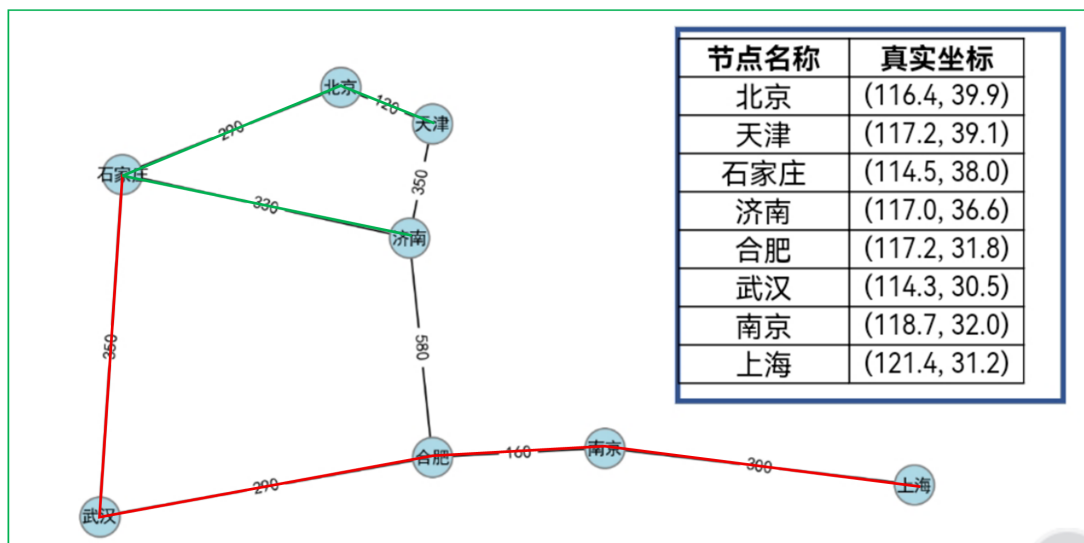 北京
120
天津
290
石家庄
350
330
济南
350
580
合肥
160
南京
300
上海
290
武汉
节点名称 真实坐标
北京 (116.4, 39.9)
天津 (117.2, 39.1)
石家庄 (114.5, 38.0)
济南 (117.0, 36.6)
合肥 (117.2, 31.8)
武汉 (114.3, 30.5)
南京 (118.7, 32.0)
上海 (121.4, 31.2)